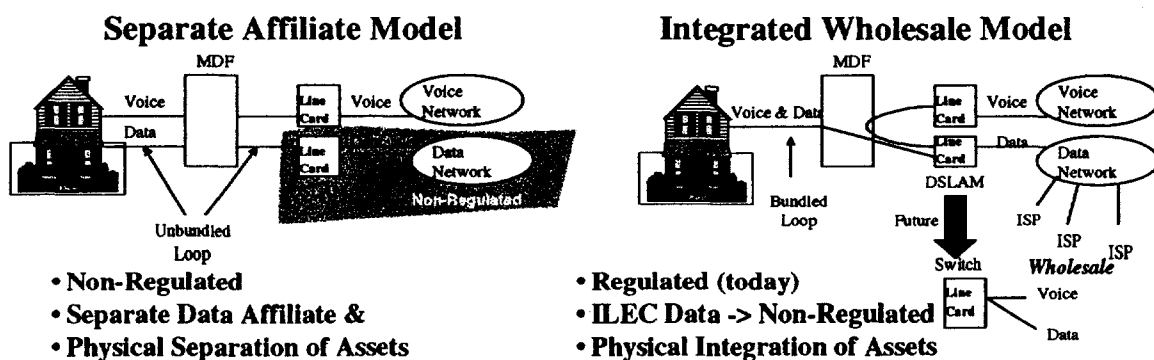 Separate Affiliate Model
MDF
Voice
Data
Line
Card
Voice
Voice
Network
Line
Card
Data
Network
Non-Regulated
Unbundled
Loop
• Non-Regulated
• Separate Data Affiliate &
• Physical Separation of Assets
Integrated Wholesale Model
MDF
Voice & Data
Line
Card
Voice
Voice
Network
Line
Card
Data
Data
Network
DSLAM
Bundled
Loop
Future
ISP
ISP
ISP
Wholesale
Switch
Line
Card
Voice
Data
• Regulated (today)
• ILEC Data -> Non-Regulated
• Physical Integration of Assets